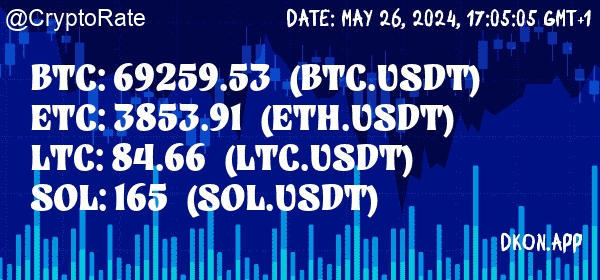 @CryptoRate
DATE: MAY 26, 2024, 17:05:05 GMT+1
BTC: 69259.53 (BTC.USDT)
ETC: 3853.91 (ETH.USDT)
LTC: 84.66 (LTC.USDT)
SOL: 165 (SOL.USDT)
DKON.APP